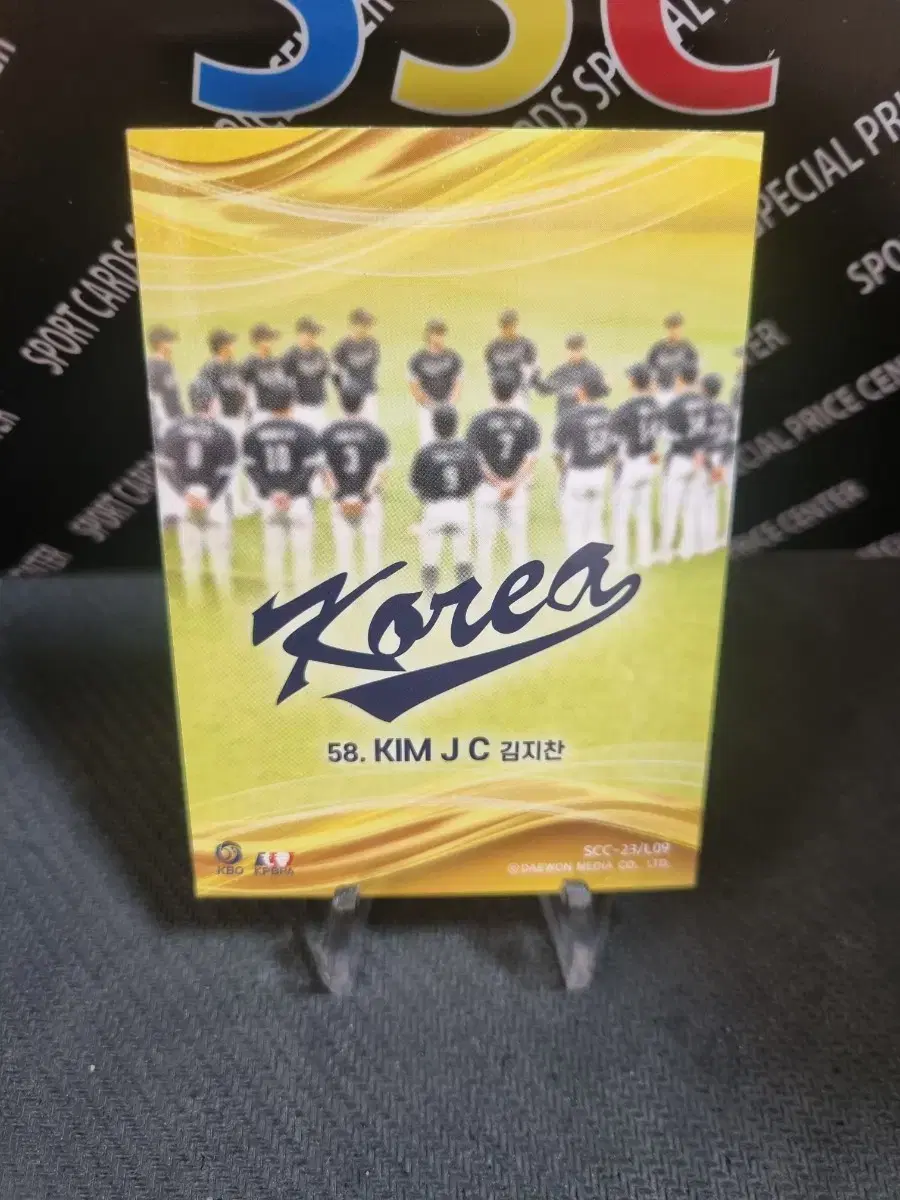 SSC
SPORT CARDS SPECIAL PRICE CENTER
Korea
58. KIM J C 김지찬
KBO KPBPA
SCC-23/L09
ⓒDAEWON MEDIA CO., LTD.